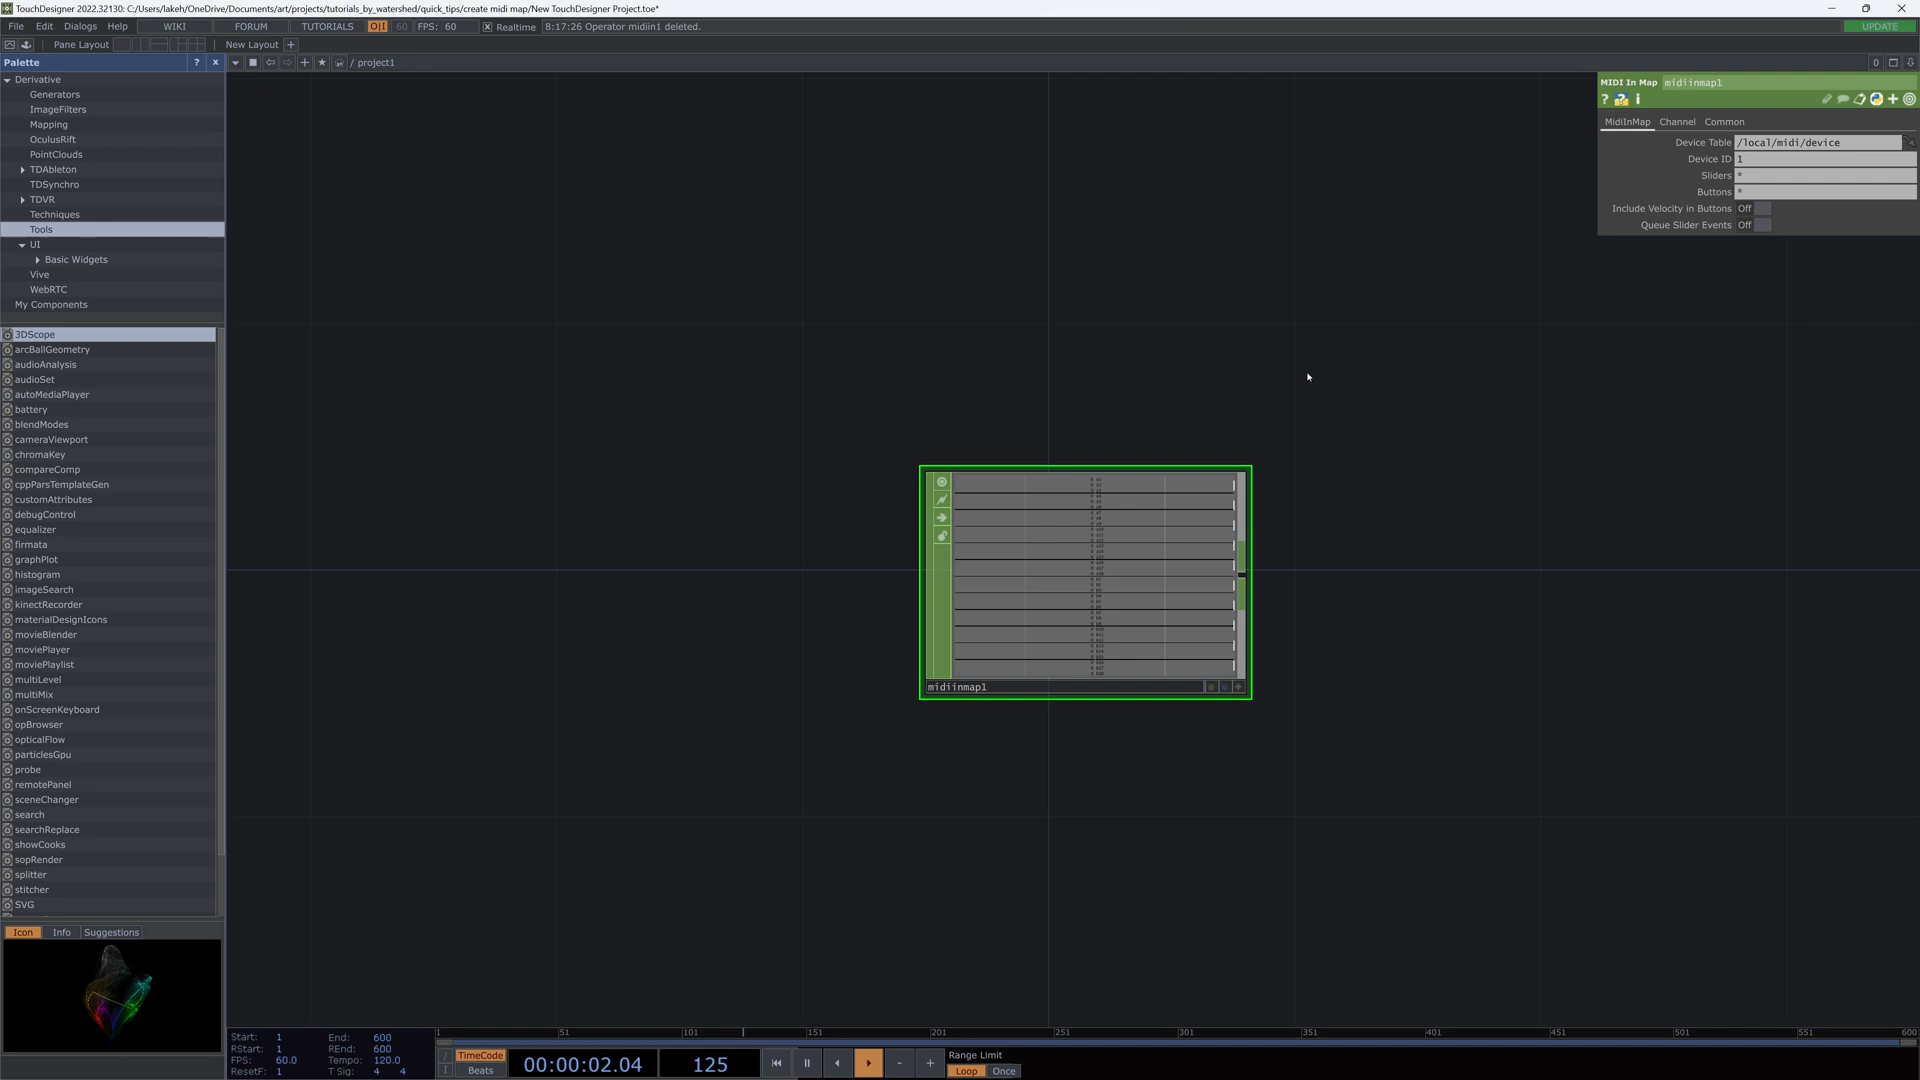 TouchDesigner 2022.32130: C:/Users/lakeh/OneDrive/Documents/art/projects/tutorials_by_watershed/quick_tips/create midi map/New TouchDesigner Project.toe*
File Edit Dialogs Help WIKI FORUM TUTORIALS O|I 60 FPS: 60 Realtime 8:17:26 Operator midiin1 deleted. UPDATE
Pane Layout New Layout +
Palette ? x / project1 0
Derivative
Generators
ImageFilters
Mapping
OculusRift
PointClouds
TDAbleton
TDSynchro
TDVR
Techniques
Tools
UI
Basic Widgets
Vive
WebRTC
My Components
3DScope
arcBallGeometry
audioAnalysis
audioSet
autoMediaPlayer
battery
blendModes
cameraViewport
chromaKey
compareComp
cppParsTemplateGen
customAttributes
debugControl
equalizer
firmata
graphPlot
histogram
imageSearch
kinectRecorder
materialDesignIcons
movieBlender
moviePlayer
moviePlaylist
multiLevel
multiMix
onScreenKeyboard
opBrowser
opticalFlow
particlesGpu
probe
remotePanel
sceneChanger
search
searchReplace
showCooks
sopRender
splitter
stitcher
SVG
Icon Info Suggestions
MIDI In Map midiinmap1
? ? i
MidiInMap Channel Common
Device Table /local/midi/device
Device ID 1
Sliders *
Buttons *
Include Velocity in Buttons Off
Queue Slider Events Off
midiinmap1
Start: 1 End: 600
RStart: 1 REnd: 600
FPS: 60.0 Tempo: 120.0
ResetF: 1 T Sig: 4 4
1 51 101 151 201 251 301 351 401 451 501 551 600
TimeCode
Beats
00:00:02.04
125
- +
Range Limit
Loop Once